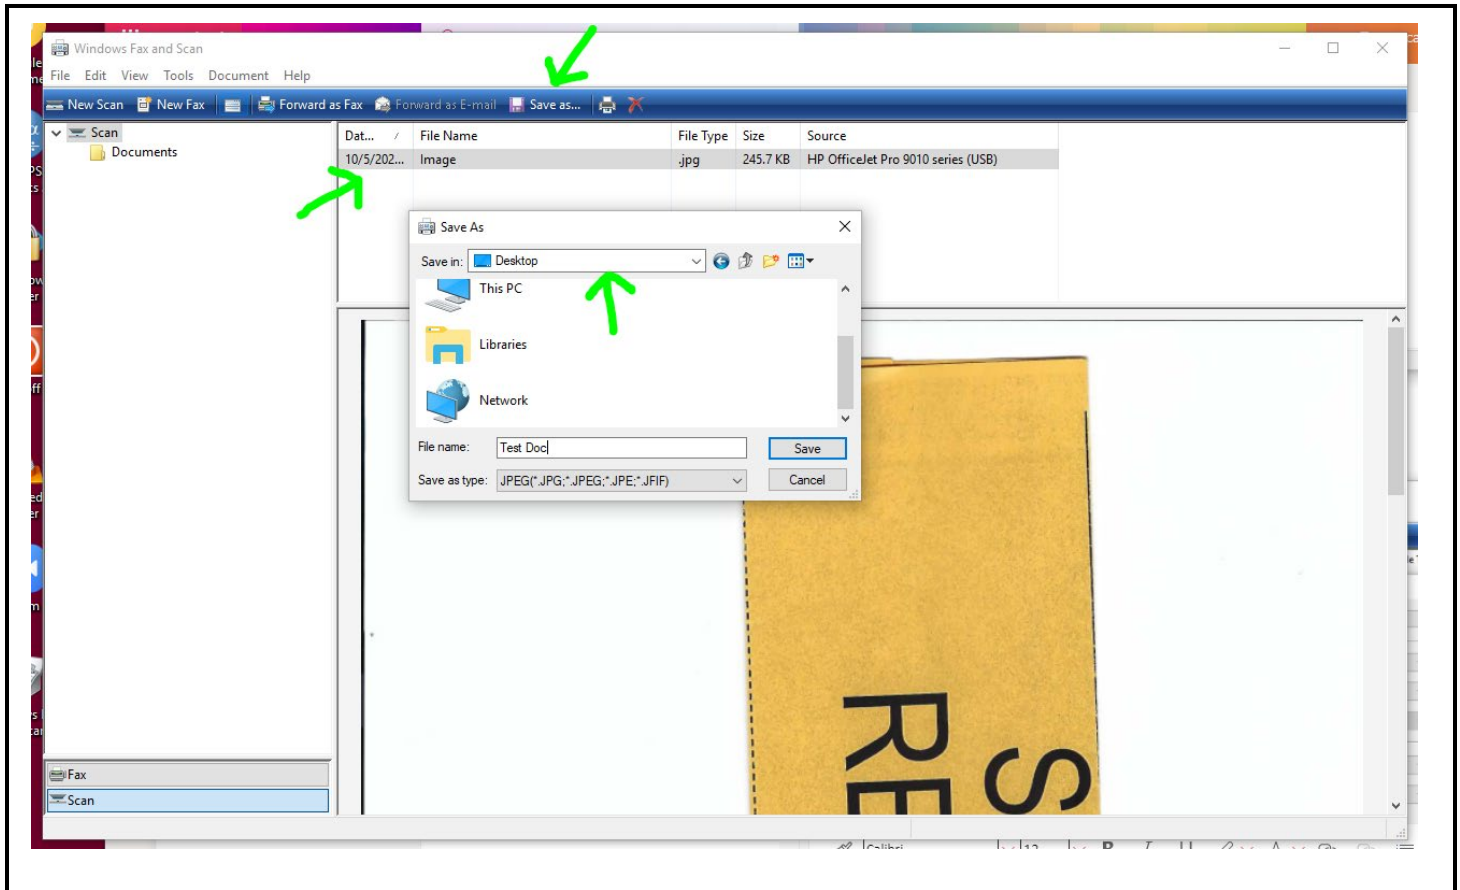 Windows Fax and Scan
File Edit View Tools Document Help
New Scan New Fax Forward as Fax Forward as E-mail Save as...
Scan
Documents
Dat... File Name File Type Size Source
10/5/202... Image .jpg 245.7 KB HP OfficeJet Pro 9010 series (USB)
Save As
Save in: Desktop
This PC
Libraries
Network
File name: Test Doc Save
Save as type: JPEG(*.JPG;*.JPEG;*.JPE;*.JFIF) Cancel
S
RE
Fax
Scan
Calibri 12 B I U